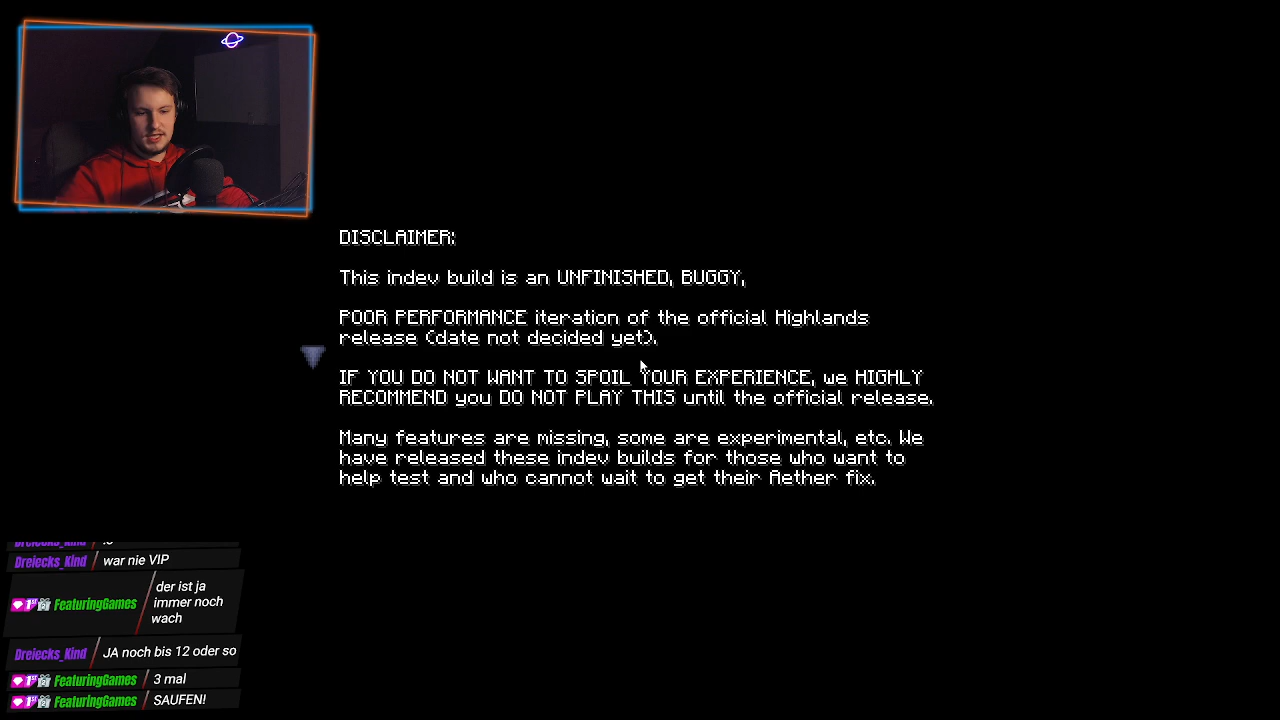 DISCLAIMER:
This indev build is an UNFINISHED, BUGGY,
POOR PERFORMANCE iteration of the official Highlands
release (date not decided yet).
IF YOU DO NOT WANT TO SPOIL YOUR EXPERIENCE, we HIGHLY
RECOMMEND you DO NOT PLAY THIS until the official release.
Many features are missing, some are experimental, etc. We
have released these indev builds for those who want to
help test and who cannot wait to get their Aether fix.
Dreiecks_Kind
Dreiecks_Kind war nie VIP
FeaturingGames der ist ja
immer noch
wach
Dreiecks_Kind JA noch bis 12 oder so
FeaturingGames 3 mal
FeaturingGames SAUFEN!